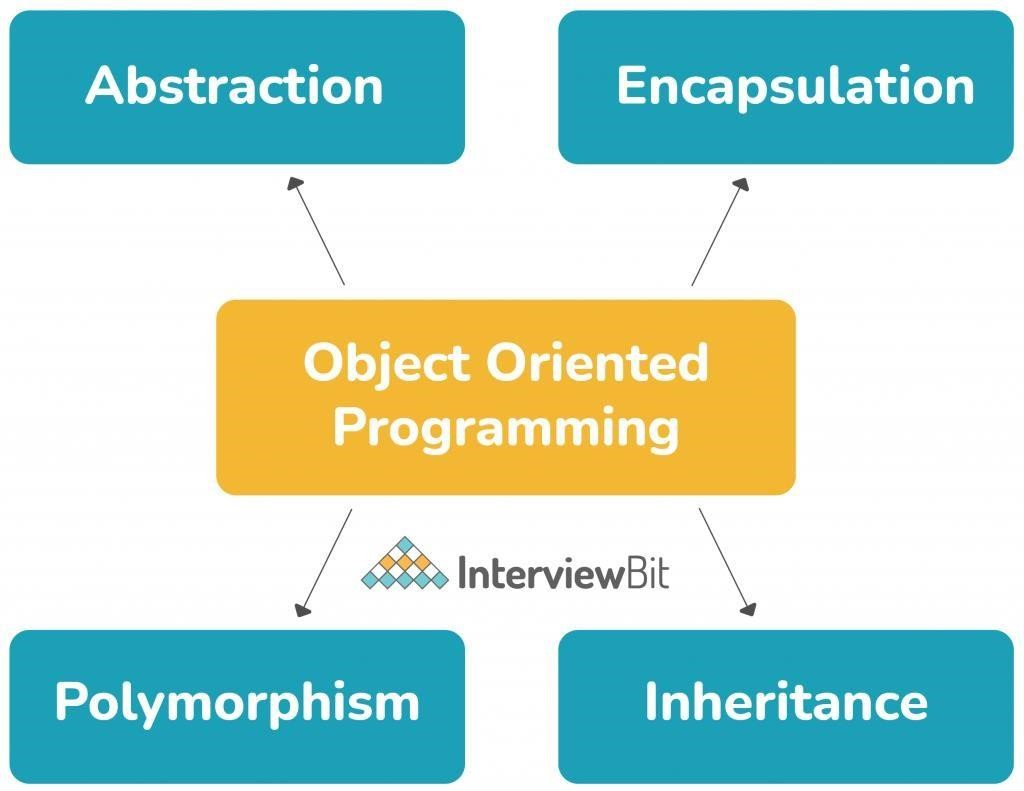 Abstraction
Encapsulation
Object Oriented
Programming
InterviewBit
Polymorphism
Inheritance